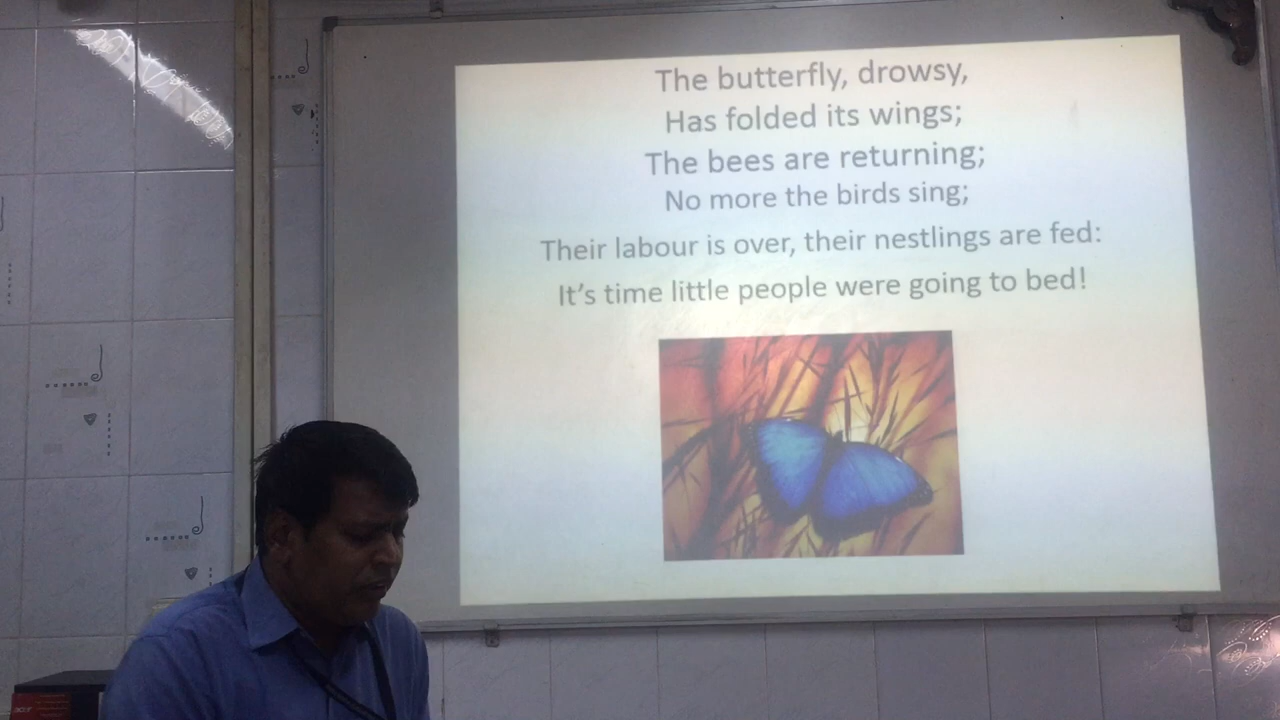 The butterfly, drowsy,
Has folded its wings;
The bees are returning;
No more the birds sing;
Their labour is over, their nestlings are fed:
It's time little people were going to bed!
acer